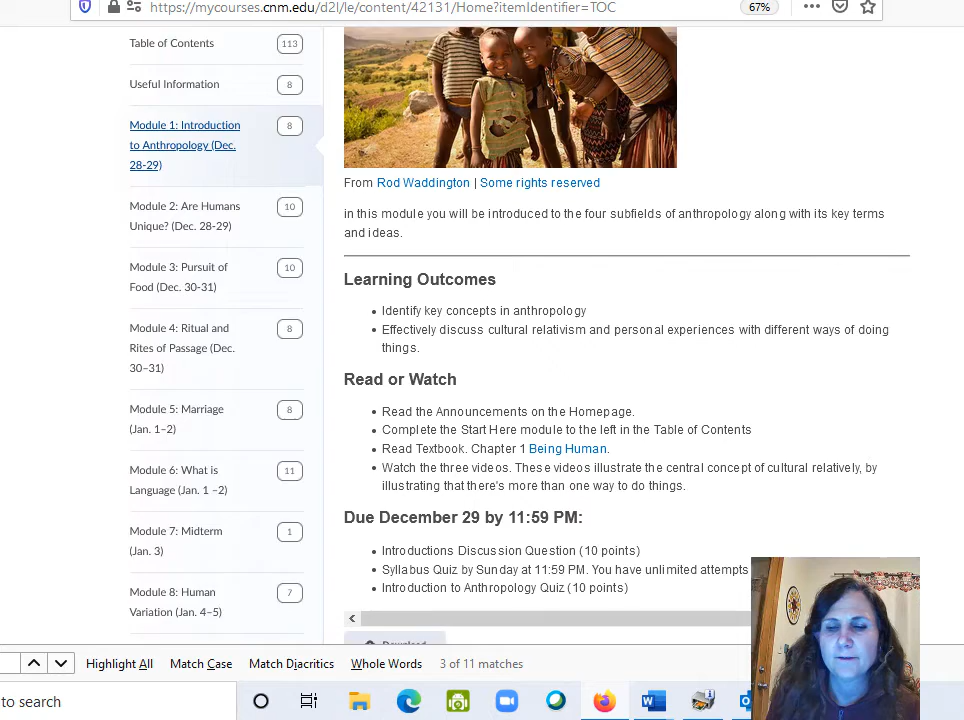 https://mycourses.cnm.edu/d2l/le/content/42131/Home?itemIdentifier=TOC
67%
Table of Contents
113
Useful Information
8
Module 1: Introduction
8
to Anthropology (Dec.
28-29)
Module 2: Are Humans
10
Unique? (Dec. 28-29)
Module 3: Pursuit of
10
Food (Dec. 30-31)
Module 4: Ritual and
8
Rites of Passage (Dec.
30–31)
Module 5: Marriage
8
(Jan. 1–2)
Module 6: What is
11
Language (Jan. 1 –2)
Module 7: Midterm
1
(Jan. 3)
Module 8: Human
7
Variation (Jan. 4–5)
From Rod Waddington | Some rights reserved
in this module you will be introduced to the four subfields of anthropology along with its key terms
and ideas.
Learning Outcomes
Identify key concepts in anthropology
Effectively discuss cultural relativism and personal experiences with different ways of doing
things.
Read or Watch
Read the Announcements on the Homepage.
Complete the Start Here module to the left in the Table of Contents
Read Textbook. Chapter 1 Being Human.
Watch the three videos. These videos illustrate the central concept of cultural relatively, by
illustrating that there's more than one way to do things.
Due December 29 by 11:59 PM:
Introductions Discussion Question (10 points)
Syllabus Quiz by Sunday at 11:59 PM. You have unlimited attempts
Introduction to Anthropology Quiz (10 points)
Download
Highlight All Match Case Match Diacritics Whole Words 3 of 11 matches
to search